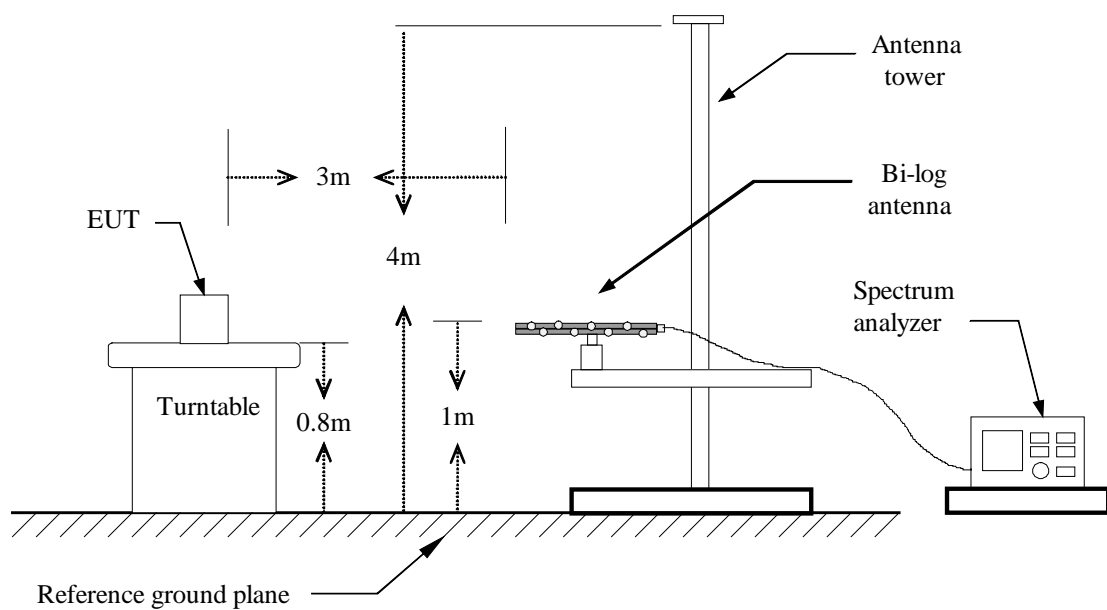 Antenna
tower
3m
Bi-log
antenna
EUT
4m
Spectrum
analyzer
Turntable
0.8m
1m
Reference ground plane